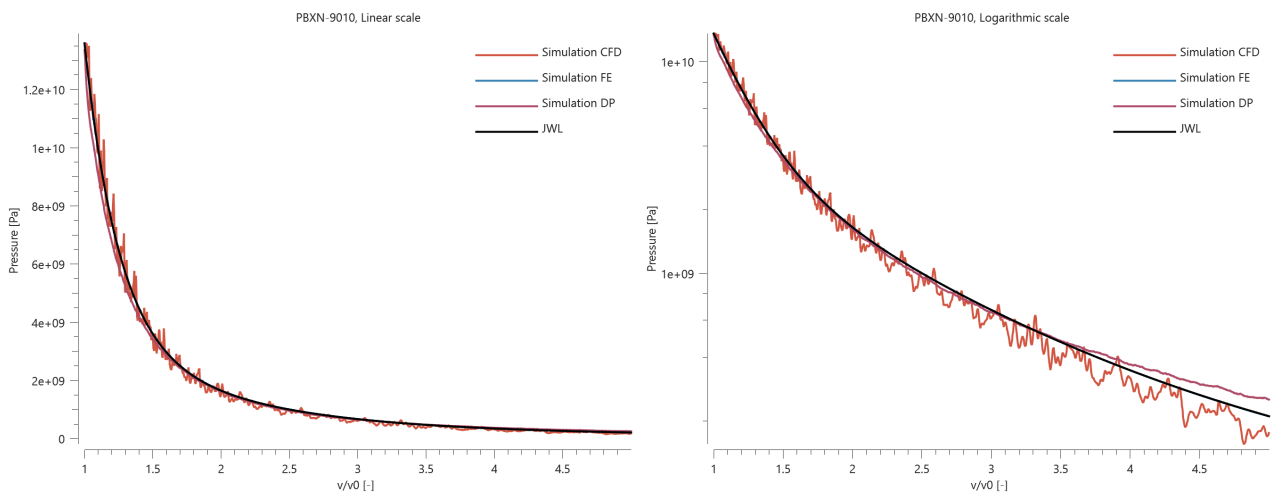 PBXN-9010, Linear scale
Simulation CFD
Simulation FE
Simulation DP
JWL
Pressure [Pa]
1.2e+10
1e+10
8e+09
6e+09
4e+09
2e+09
0
1
1.5
2
2.5
3
3.5
4
4.5
v/v0 [-]
PBXN-9010, Logarithmic scale
Simulation CFD
Simulation FE
Simulation DP
JWL
Pressure [Pa]
1e+10
1e+09
1
1.5
2
2.5
3
3.5
4
4.5
v/v0 [-]